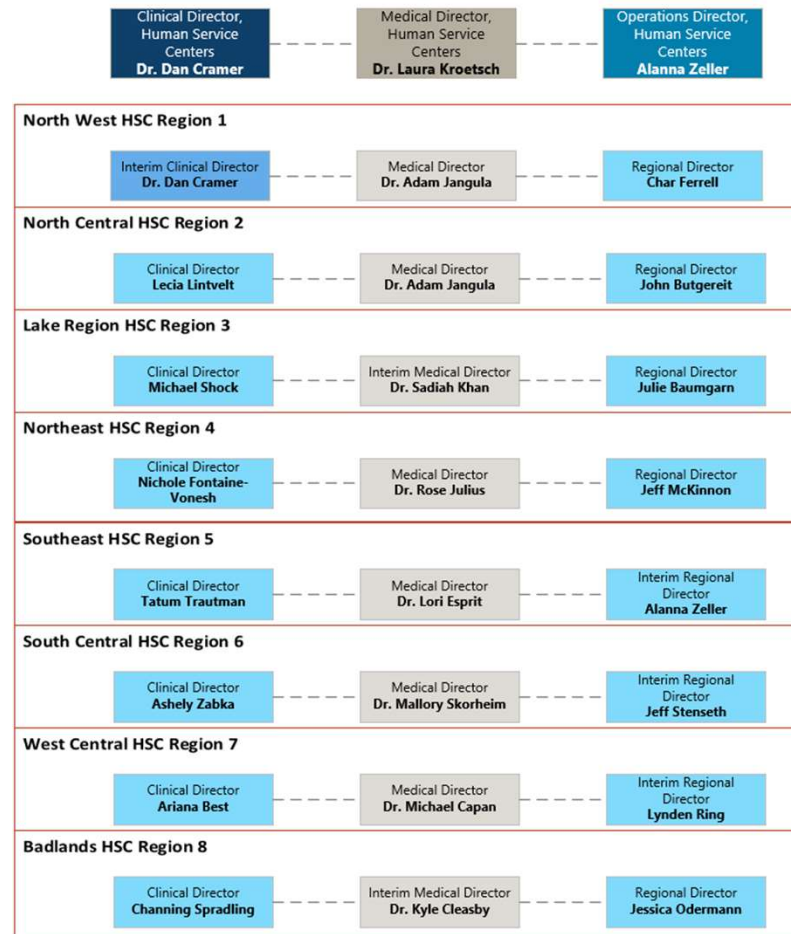 Clinical Director,
Human Service
Centers
Dr. Dan Cramer
Medical Director,
Human Service
Centers
Dr. Laura Kroetsch
Operations Director,
Human Service
Centers
Alanna Zeller
North West HSC Region 1
Interim Clinical Director
Dr. Dan Cramer
Medical Director
Dr. Adam Jangula
Regional Director
Char Ferrell
North Central HSC Region 2
Clinical Director
Lecia Lintvelt
Medical Director
Dr. Adam Jangula
Regional Director
John Butgereit
Lake Region HSC Region 3
Clinical Director
Michael Shock
Interim Medical Director
Dr. Sadiah Khan
Regional Director
Julie Baumgarn
Northeast HSC Region 4
Clinical Director
Nichole Fontaine-
Vonesh
Medical Director
Dr. Rose Julius
Regional Director
Jeff McKinnon
Southeast HSC Region 5
Clinical Director
Tatum Trautman
Medical Director
Dr. Lori Esprit
Interim Regional
Director
Alanna Zeller
South Central HSC Region 6
Clinical Director
Ashely Zabka
Medical Director
Dr. Mallory Skorheim
Interim Regional
Director
Jeff Stenseth
West Central HSC Region 7
Clinical Director
Ariana Best
Medical Director
Dr. Michael Capan
Interim Regional
Director
Lynden Ring
Badlands HSC Region 8
Clinical Director
Channing Spradling
Interim Medical Director
Dr. Kyle Cleasby
Regional Director
Jessica Odermann